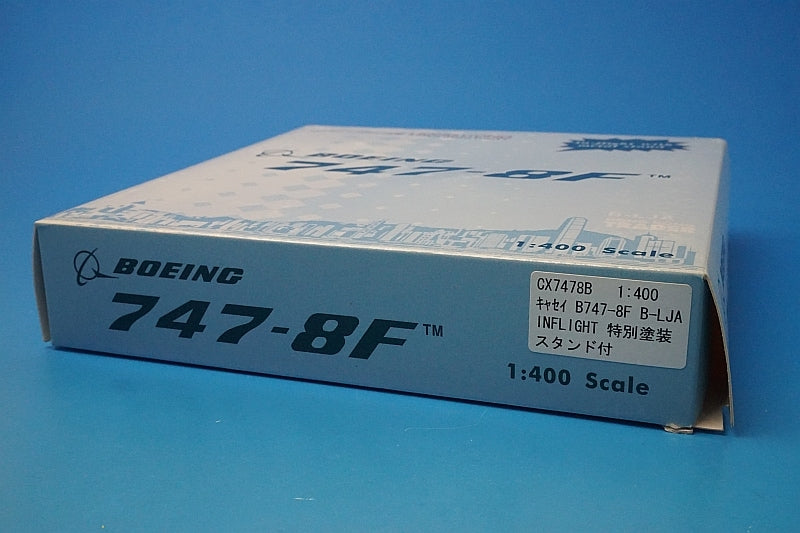 BOEING
747-8F™
1:400 Scale
BOEING
747-8F™
1:400 Scale
CX7478B 1:400
ｷｬｾｲ B747-8F B-LJA
INFLIGHT 特別塗装
スタンド付